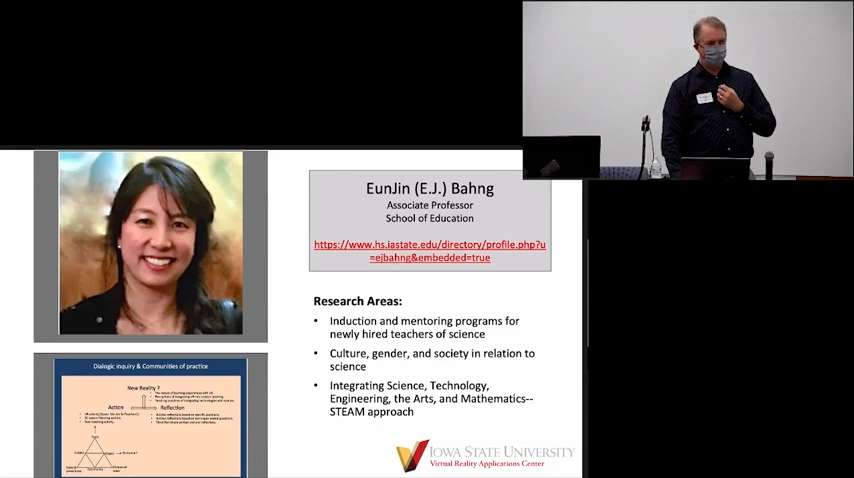 EunJin (E.J.) Bahng
Associate Professor
School of Education
https://www.hs.iastate.edu/directory/profile.php?u
=ejbahng&embedded=true
Research Areas:
• Induction and mentoring programs for
newly hired teachers of science
• Culture, gender, and society in relation to
science
• Integrating Science, Technology,
Engineering, the Arts, and Mathematics--
STEAM approach
Dialogic Inquiry & Communities of practice
New Reality ?
Action
Reflection
IOWA STATE UNIVERSITY
Virtual Reality Applications Center